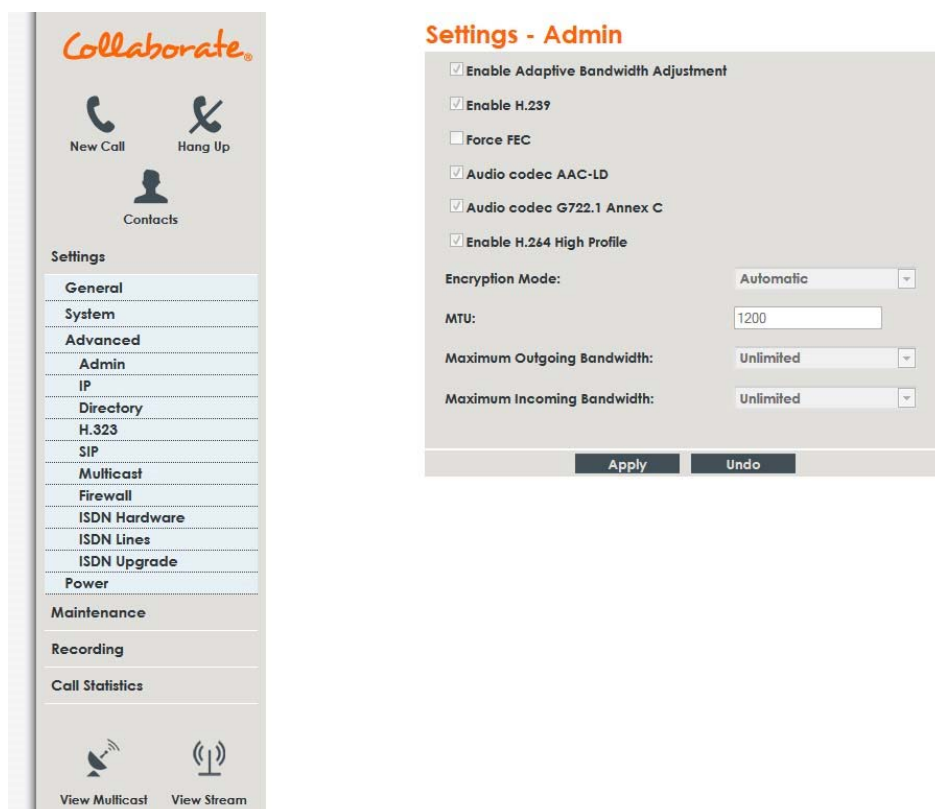 Collaborate®
New Call
Hang Up
Contacts
Settings
General
System
Advanced
Admin
IP
Directory
H.323
SIP
Multicast
Firewall
ISDN Hardware
ISDN Lines
ISDN Upgrade
Power
Maintenance
Recording
Call Statistics
View Multicast
View Stream
Settings - Admin
Enable Adaptive Bandwidth Adjustment
Enable H.239
Force FEC
Audio codec AAC-LD
Audio codec G722.1 Annex C
Enable H.264 High Profile
Encryption Mode: Automatic
MTU: 1200
Maximum Outgoing Bandwidth: Unlimited
Maximum Incoming Bandwidth: Unlimited
Apply Undo